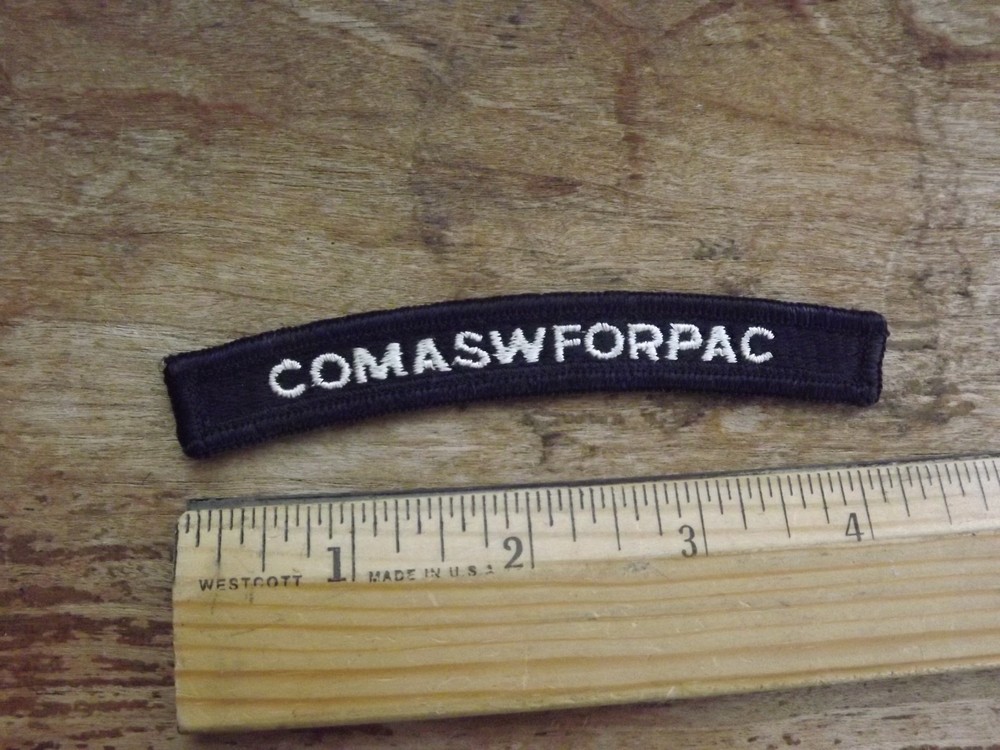 COMASWFORPAC
1 2 3 4
WESTCOTT MADE IN U.S.A